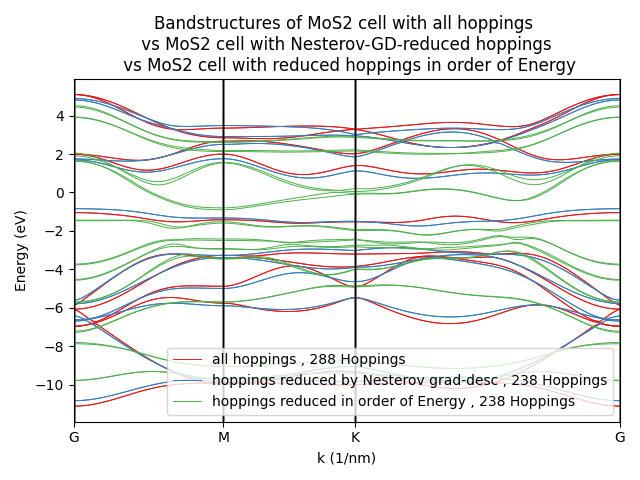 Bandstructures of MoS2 cell with all hoppings
vs MoS2 cell with Nesterov-GD-reduced hoppings
vs MoS2 cell with reduced hoppings in order of Energy
Energy (eV)
4
2
0
−2
−4
−6
−8
−10
all hoppings , 288 Hoppings
hoppings reduced by Nesterov grad-desc , 238 Hoppings
hoppings reduced in order of Energy , 238 Hoppings
G
M
K
G
k (1/nm)